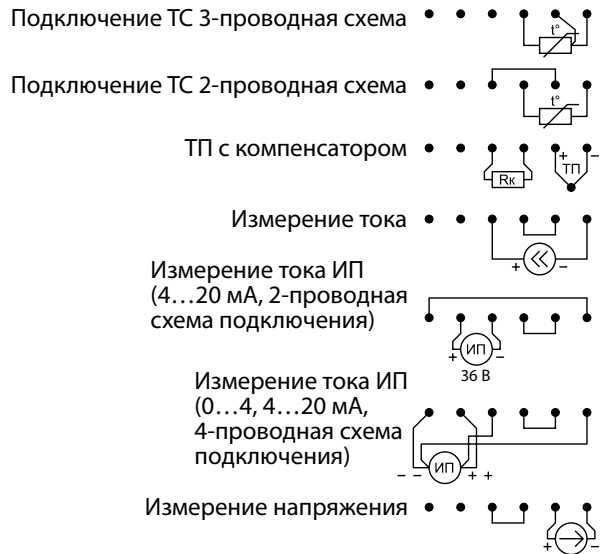 Подключение ТС 3-проводная схема
t°
Подключение ТС 2-проводная схема
t°
ТП с компенсатором
Rк
+ ТП –
Измерение тока
+ –
Измерение тока ИП
(4...20 мА, 2-проводная
схема подключения)
+ ИП –
36 В
Измерение тока ИП
(0...4, 4...20 мА,
4-проводная схема
подключения)
– – ИП + +
Измерение напряжения
+ –